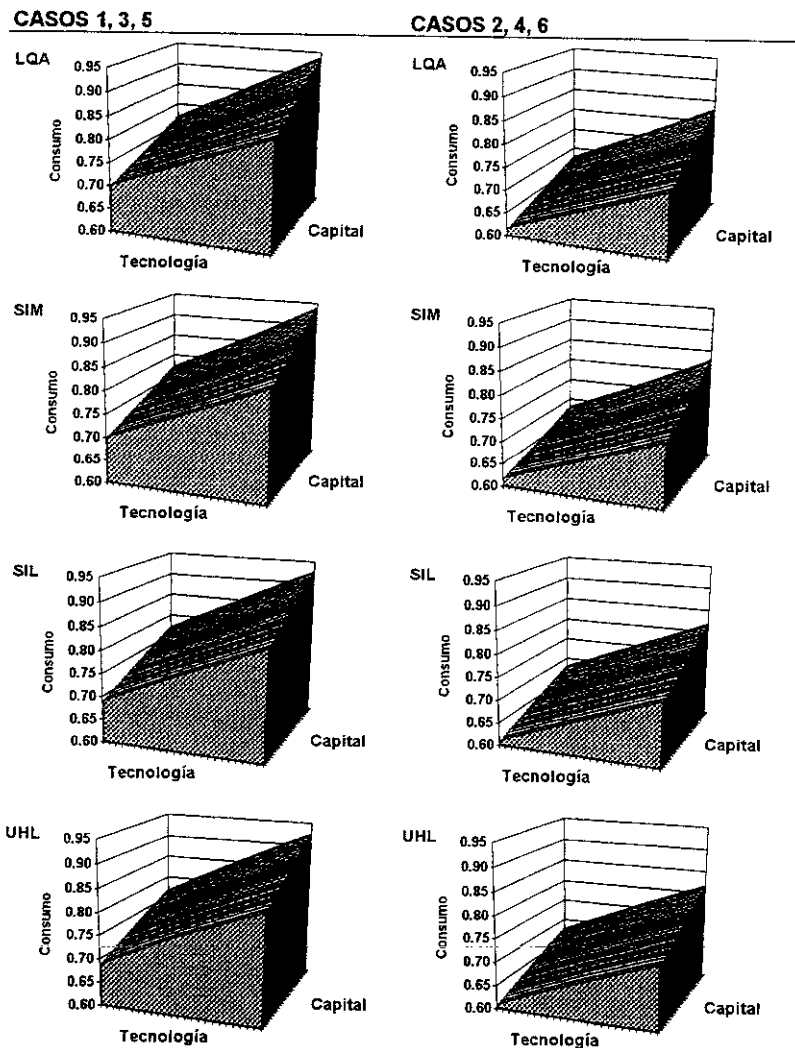 CASOS 1, 3, 5
CASOS 2, 4, 6
LQA
0.95
0.90
0.85
0.80
0.75
0.70
0.65
0.60
Consumo
Tecnología
Capital
LQA
0.95
0.90
0.85
0.80
0.75
0.70
0.65
0.60
Consumo
Tecnología
Capital
SIM
0.95
0.90
0.85
0.80
0.75
0.70
0.65
0.60
Consumo
Tecnología
Capital
SIM
0.95
0.90
0.85
0.80
0.75
0.70
0.65
0.60
Consumo
Tecnología
Capital
SIL
0.95
0.90
0.85
0.80
0.75
0.70
0.65
0.60
Consumo
Tecnología
Capital
SIL
0.95
0.90
0.85
0.80
0.75
0.70
0.65
0.60
Consumo
Tecnología
Capital
UHL
0.95
0.90
0.85
0.80
0.75
0.70
0.65
0.60
Consumo
Tecnología
Capital
UHL
0.95
0.90
0.85
0.80
0.75
0.70
0.65
0.60
Consumo
Tecnología
Capital